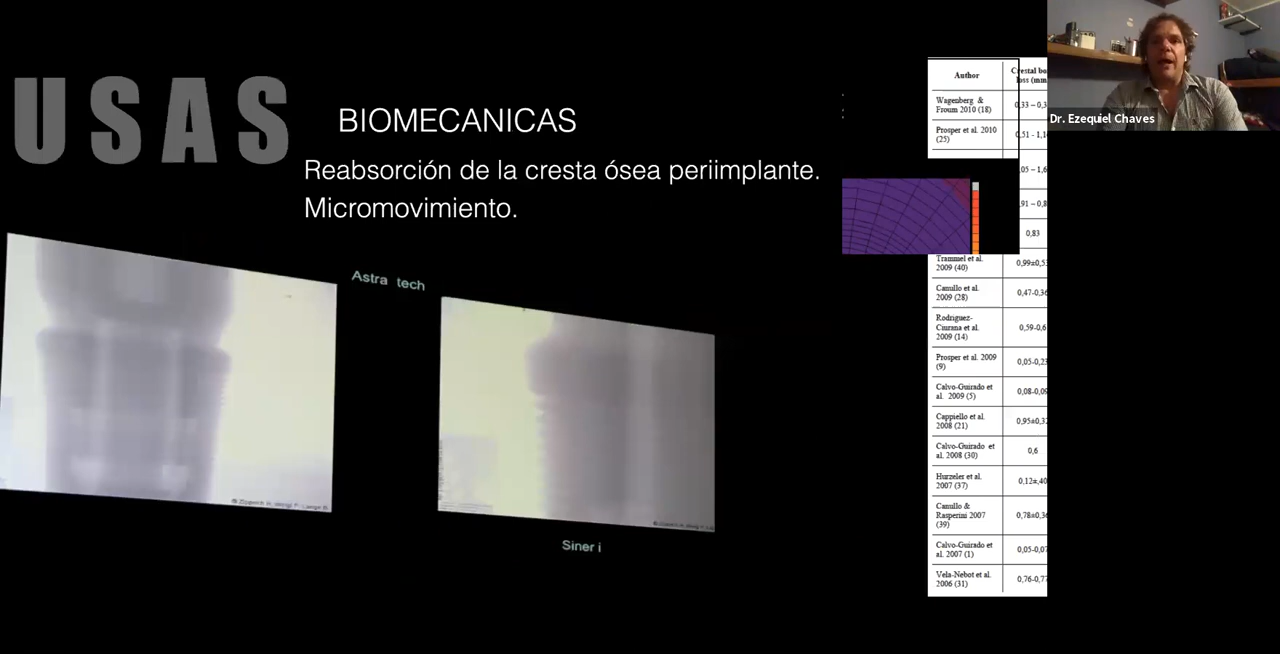 USAS
BIOMECANICAS
Reabsorción de la cresta ósea periimplante.
Micromovimiento.
Astra tech
Siner i
Author
Crestal
Wagenberg &
Froum 2010 (18)
Prosper et al. 2010
(25)
0,83
Trammel et al.
2009 (40)
Canullo et al.
2009 (28)
Rodriguez-
Ciurana et al.
2009 (14)
Prosper et al. 2009
(9)
Calvo-Guirado et
al. 2009 (5)
Cappiello et al.
2008 (21)
Calvo-Guirado et
al. 2008 (30)
0,6
Hurzeler et al.
2007 (37)
Canullo &
Rasperini 2007
(39)
Calvo-Guirado et
al. 2007 (1)
Vela-Nebot et al.
2006 (31)
Dr. Ezequiel Chaves